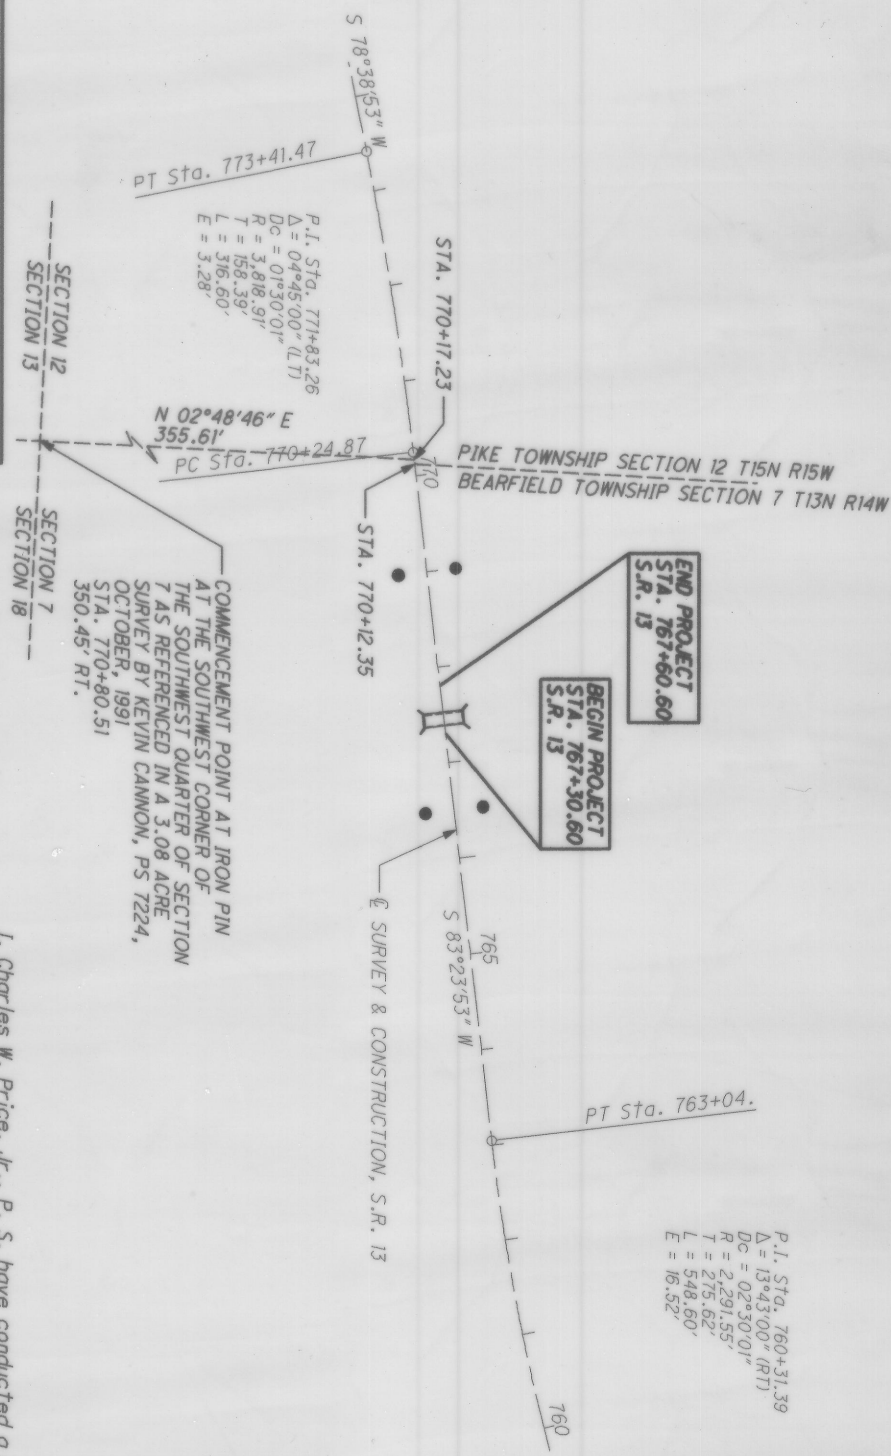 S 78°38'53" W
PT Sta. 773+41.47
P.I. Sta. 771+83.26
Δ = 04°45'00" (LT)
Dc = 01°30'01"
R = 3,818.91'
T = 158.39'
L = 316.60'
E = 3.28'
STA. 770+17.23
SECTION 12
SECTION 13
N 02°48'46" E
355.61'
PC Sta. 770+24.87
770
PIKE TOWNSHIP SECTION 12 T15N R15W
BEARFIELD TOWNSHIP SECTION 7 T13N R14W
STA. 770+12.35
SECTION 7
SECTION 18
COMMENCEMENT POINT AT IRON PIN
AT THE SOUTHWEST CORNER OF
THE SOUTHWEST QUARTER OF SECTION
7 AS REFERENCED IN A 3.08 ACRE
SURVEY BY KEVIN CANNON, PS 7224,
OCTOBER, 1991
STA. 770+80.51
350.45' RT.
END PROJECT
STA. 767+60.60
S.R. 13
BEGIN PROJECT
STA. 767+30.60
S.R. 13
℄ SURVEY & CONSTRUCTION, S.R. 13
765
S 83°23'53" W
PT Sta. 763+04.
P.I. Sta. 760+31.39
Δ = 13°43'00" (RT)
Dc = 02°30'01"
R = 2,291.55'
T = 275.62'
L = 548.60'
E = 16.52'
760
I, Charles W. Price, Jr., P. S. have conducted a